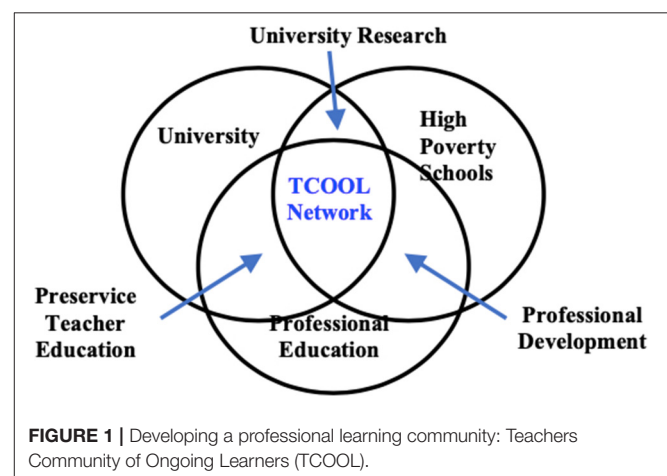 University Research
University
High
Poverty
Schools
TCOOL
Network
Preservice
Teacher
Education
Professional
Education
Professional
Development
FIGURE 1 | Developing a professional learning community: Teachers
Community of Ongoing Learners (TCOOL).